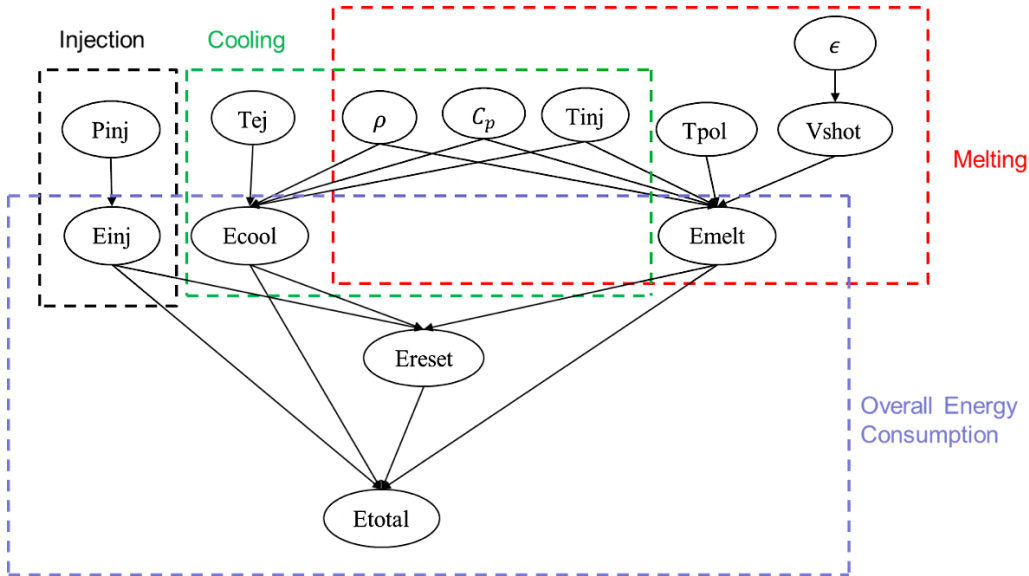 Injection
Cooling
ϵ
Pinj
Tej
ρ
Cₚ
Tinj
Tpol
Vshot
Melting
Einj
Ecool
Emelt
Ereset
Overall Energy
Consumption
Etotal